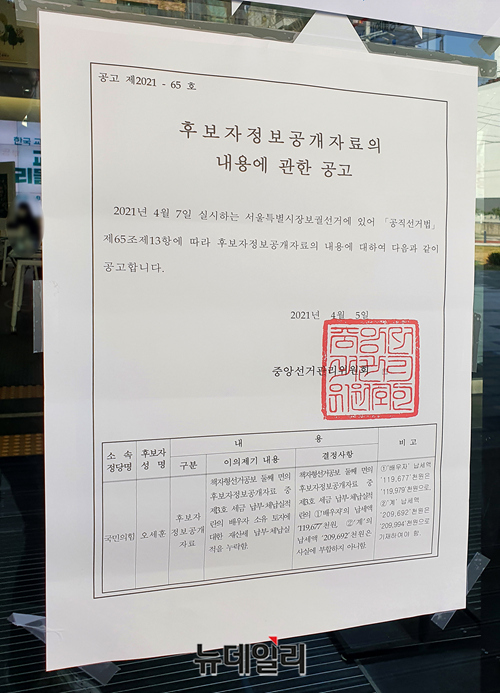 한국 교
공고 제2021 - 65 호
후보자정보공개자료의
내용에 관한 공고
2021년 4월 7일 실시하는 서울특별시장보궐선거에 있어 「공직선거법」
제65조제13항에 따라 후보자정보공개자료의 내용에 대하여 다음과 같이
공고합니다.
2021년 4월 5일
중앙선거관리위원회
소 속
정당명
후보자
성 명
내 용
비 고
구분
이의제기 내용
결정사항
국민의힘
오세훈
후보자
정보공개
자료
책자형선거공보 둘째 면의
후보자정보공개자료 중
제3호 세금 납부·체납실적
란의 배우자 소유 토지에
대한 재산세 납부·체납실
적을 누락함.
책자형선거공보 둘째 면의
후보자정보공개자료 중
제3호 세금 납부·체납실적
란의 ①'배우자'의 납세액
'119,677'천원, ②'계'의
납세액 '209,692'천원은
사실에 부합하지 아니함.
①'배우자' 납세액
'119,677'천원은
'119,979'천원으로,
②'계' 납세액
'209,692'천원은
'209,994'천원으로
기재하여야 함.
뉴데일리